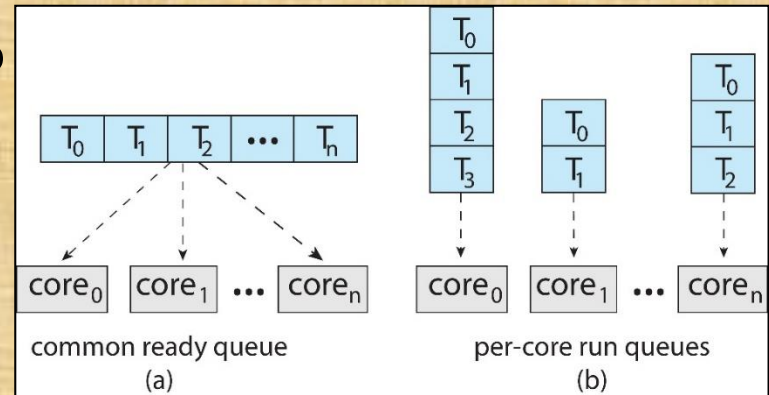 T₀ T₁ T₂ ••• Tₙ
core₀ core₁ ••• coreₙ
common ready queue
(a)
T₀
T₁
T₂
T₃
T₀
T₁
T₀
T₁
T₂
core₀ core₁ ••• coreₙ
per-core run queues
(b)